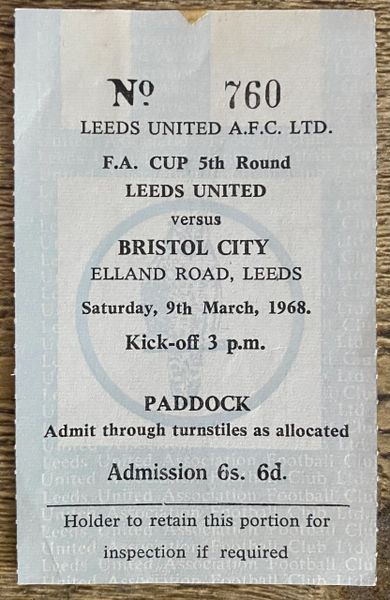 Nº 760
LEEDS UNITED A.F.C. LTD.
F.A. CUP 5th Round
LEEDS UNITED
versus
BRISTOL CITY
ELLAND ROAD, LEEDS
Saturday, 9th March, 1968.
Kick-off 3 p.m.
PADDOCK
Admit through turnstiles as allocated
Admission 6s. 6d.
Holder to retain this portion for
inspection if required